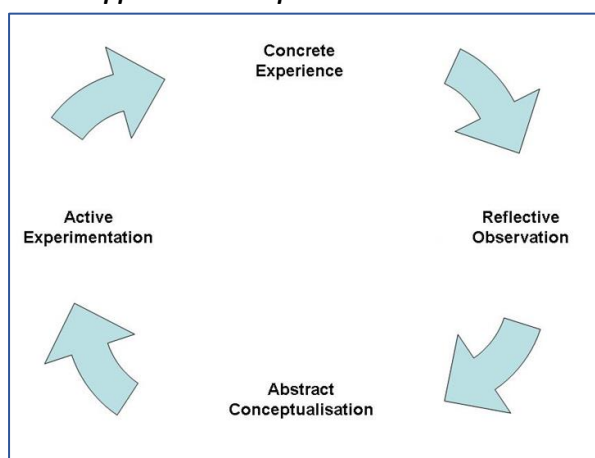 Concrete
Experience
Reflective
Observation
Abstract
Conceptualisation
Active
Experimentation